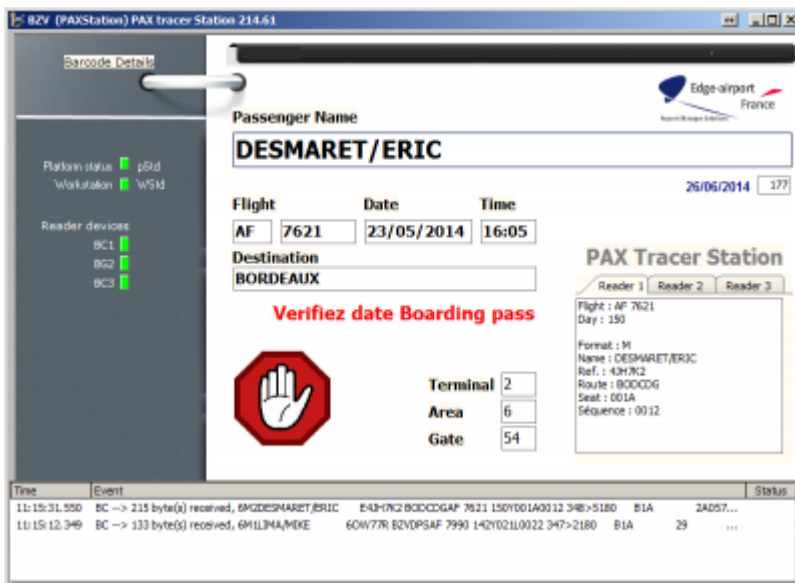 BZV (PAXStation) PAX tracer Station 214.61
Barcode Details
Edge-airport
France
Passenger Name
DESMARET/ERIC
Platform status pStd
Workstation WStd
26/06/2014 177
Flight Date Time
Reader devices
AF 7621 23/05/2014 16:05
BC1
BG2
BC3
Destination
BORDEAUX
PAX Tracer Station
Reader 1 Reader 2 Reader 3
Verifiez date Boarding pass
Flight : AF 7621
Day : 150
Format : M
Name : DESMARET/ERIC
Ref. : 4JH7K2
Route : BODCDG
Seat : 001A
Séquence : 0012
Terminal 2
Area 6
Gate 54
Time Event Status
11:15:31.550 BC --> 215 byte(s) received, 6M2DESMARET/ERIC E4JH7K2 BODCDGAF 7621 150Y001A0012 348>5180 B1A 2A057...
11:15:12.349 BC --> 133 byte(s) received, 6M1LIMA/MIKE 6OW77R BZVDPSAF 7990 142Y021L0022 347>2180 B1A 29 ...